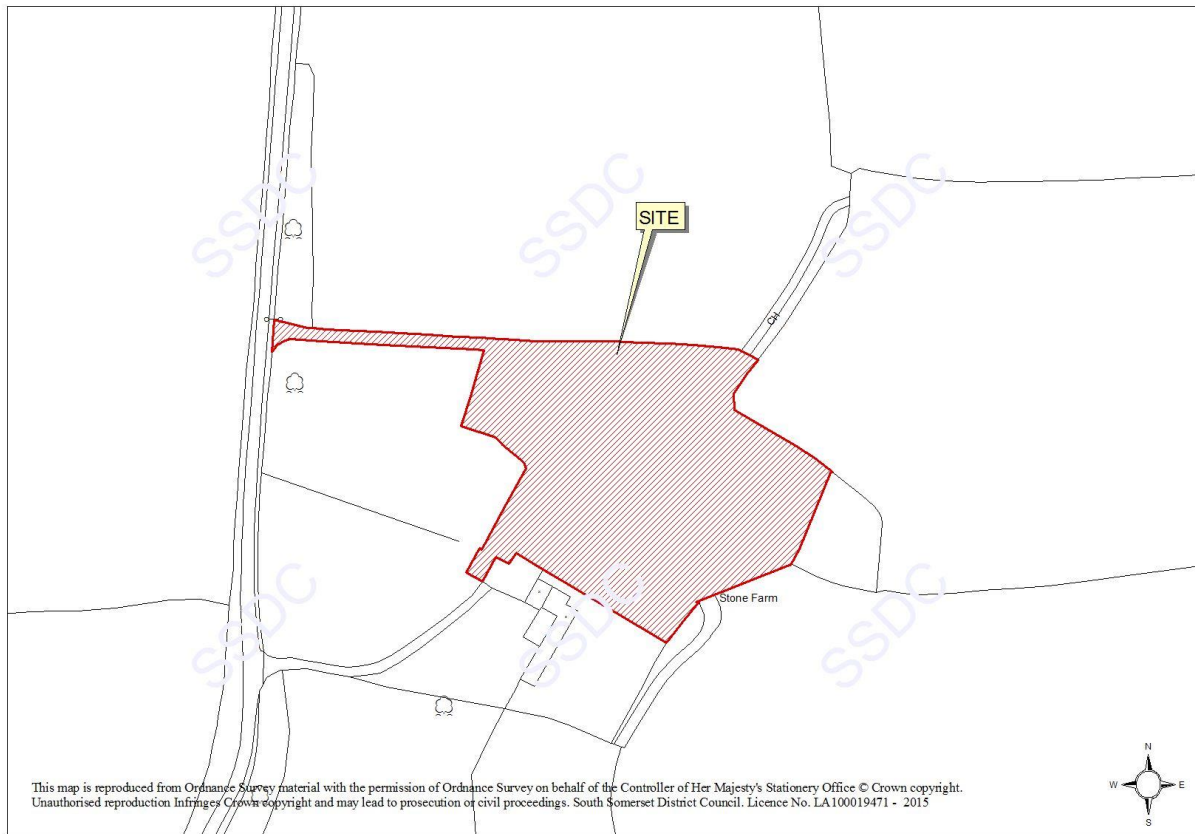 SSDC SSDC SSDC
SITE
CH
Stone Farm
SSDC SSDC SSDC
N
W E
S
This map is reproduced from Ordnance Survey material with the permission of Ordnance Survey on behalf of the Controller of Her Majesty's Stationery Office © Crown copyright.
Unauthorised reproduction Infringes Crown copyright and may lead to prosecution or civil proceedings. South Somerset District Council. Licence No. LA100019471 - 2015